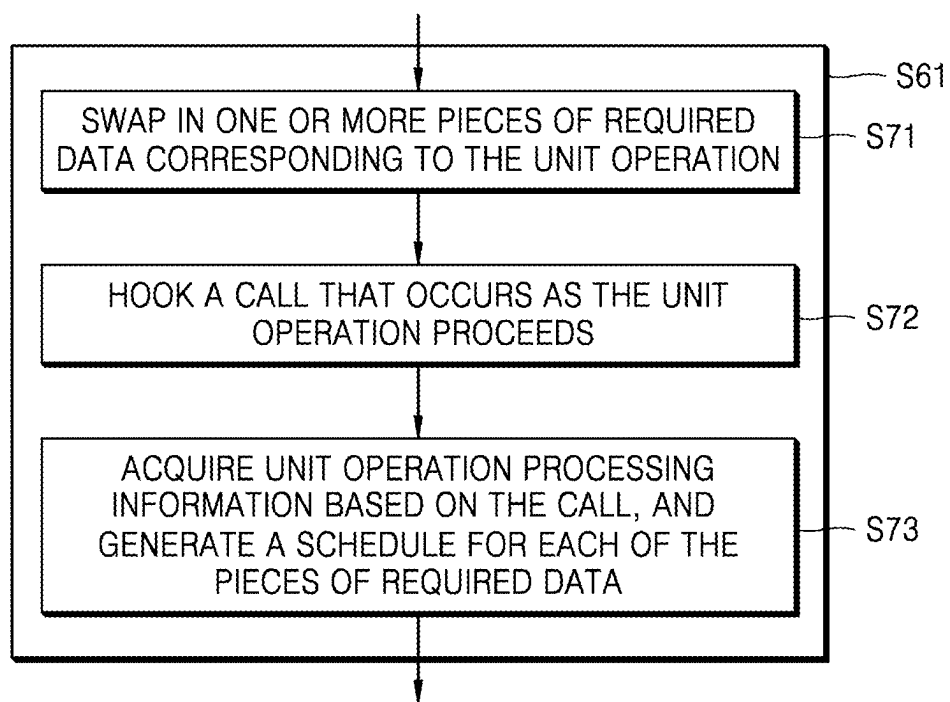 S61
SWAP IN ONE OR MORE PIECES OF REQUIRED
DATA CORRESPONDING TO THE UNIT OPERATION
S71
HOOK A CALL THAT OCCURS AS THE UNIT
OPERATION PROCEEDS
S72
ACQUIRE UNIT OPERATION PROCESSING
INFORMATION BASED ON THE CALL, AND
GENERATE A SCHEDULE FOR EACH OF THE
PIECES OF REQUIRED DATA
S73